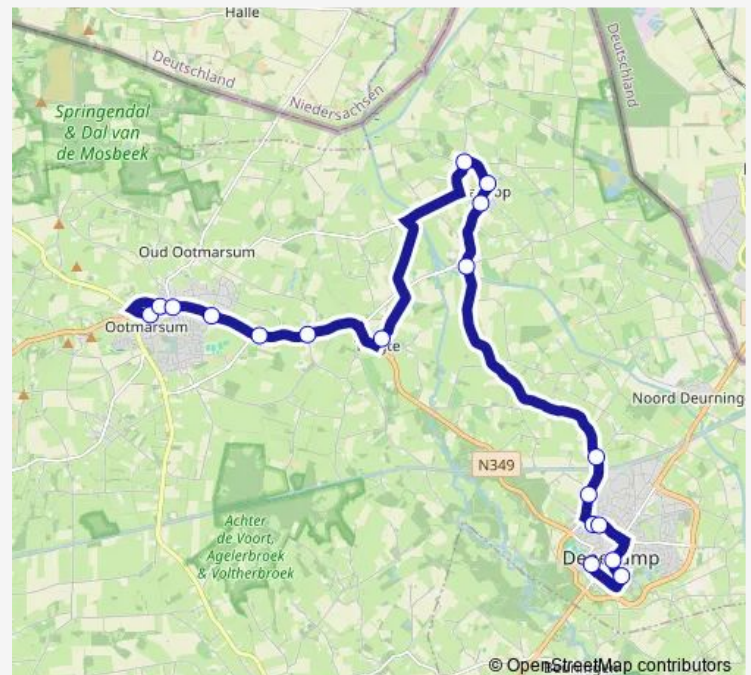 Halle
Deutschland
Niedersachsen
Deutschland
Springendal
& Dal van
de Mosbeek
Oud Ootmarsum
Ootmarsum
Noord Deurning
N349
Achter
de Voort,
Agelerbroek
& Voltherbroek
© OpenStreetMap contributors